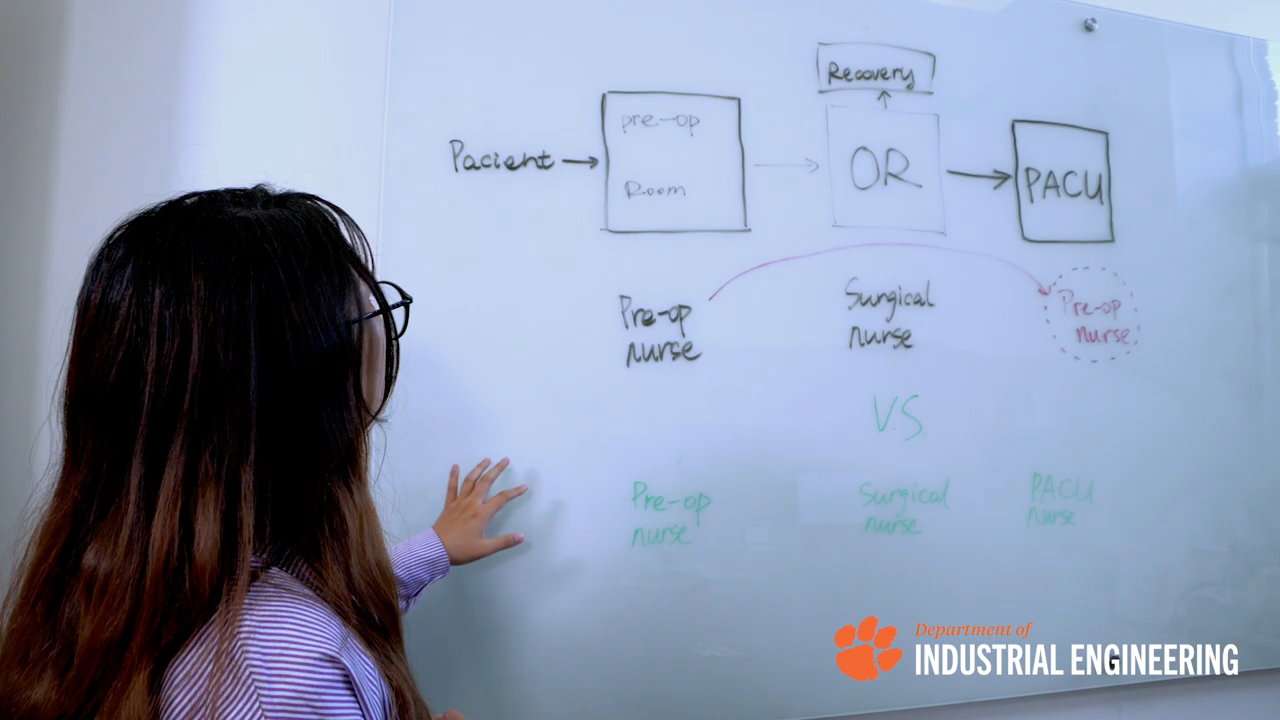 Recovery
Pacient
pre-op
Room
OR
PACU
Pre-op
nurse
Surgical
nurse
Pre-op
nurse
VS
Pre-op
nurse
Surgical
nurse
PACU
nurse
Department of
INDUSTRIAL ENGINEERING